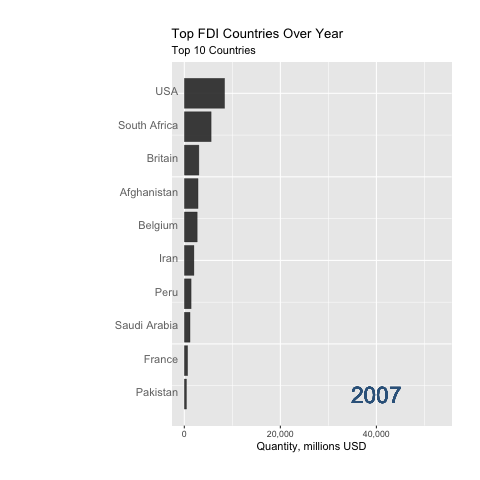 Top FDI Countries Over Year
Top 10 Countries
USA
South Africa
Britain
Afghanistan
Belgium
Iran
Peru
Saudi Arabia
France
Pakistan
2007
0 20,000 40,000
Quantity, millions USD